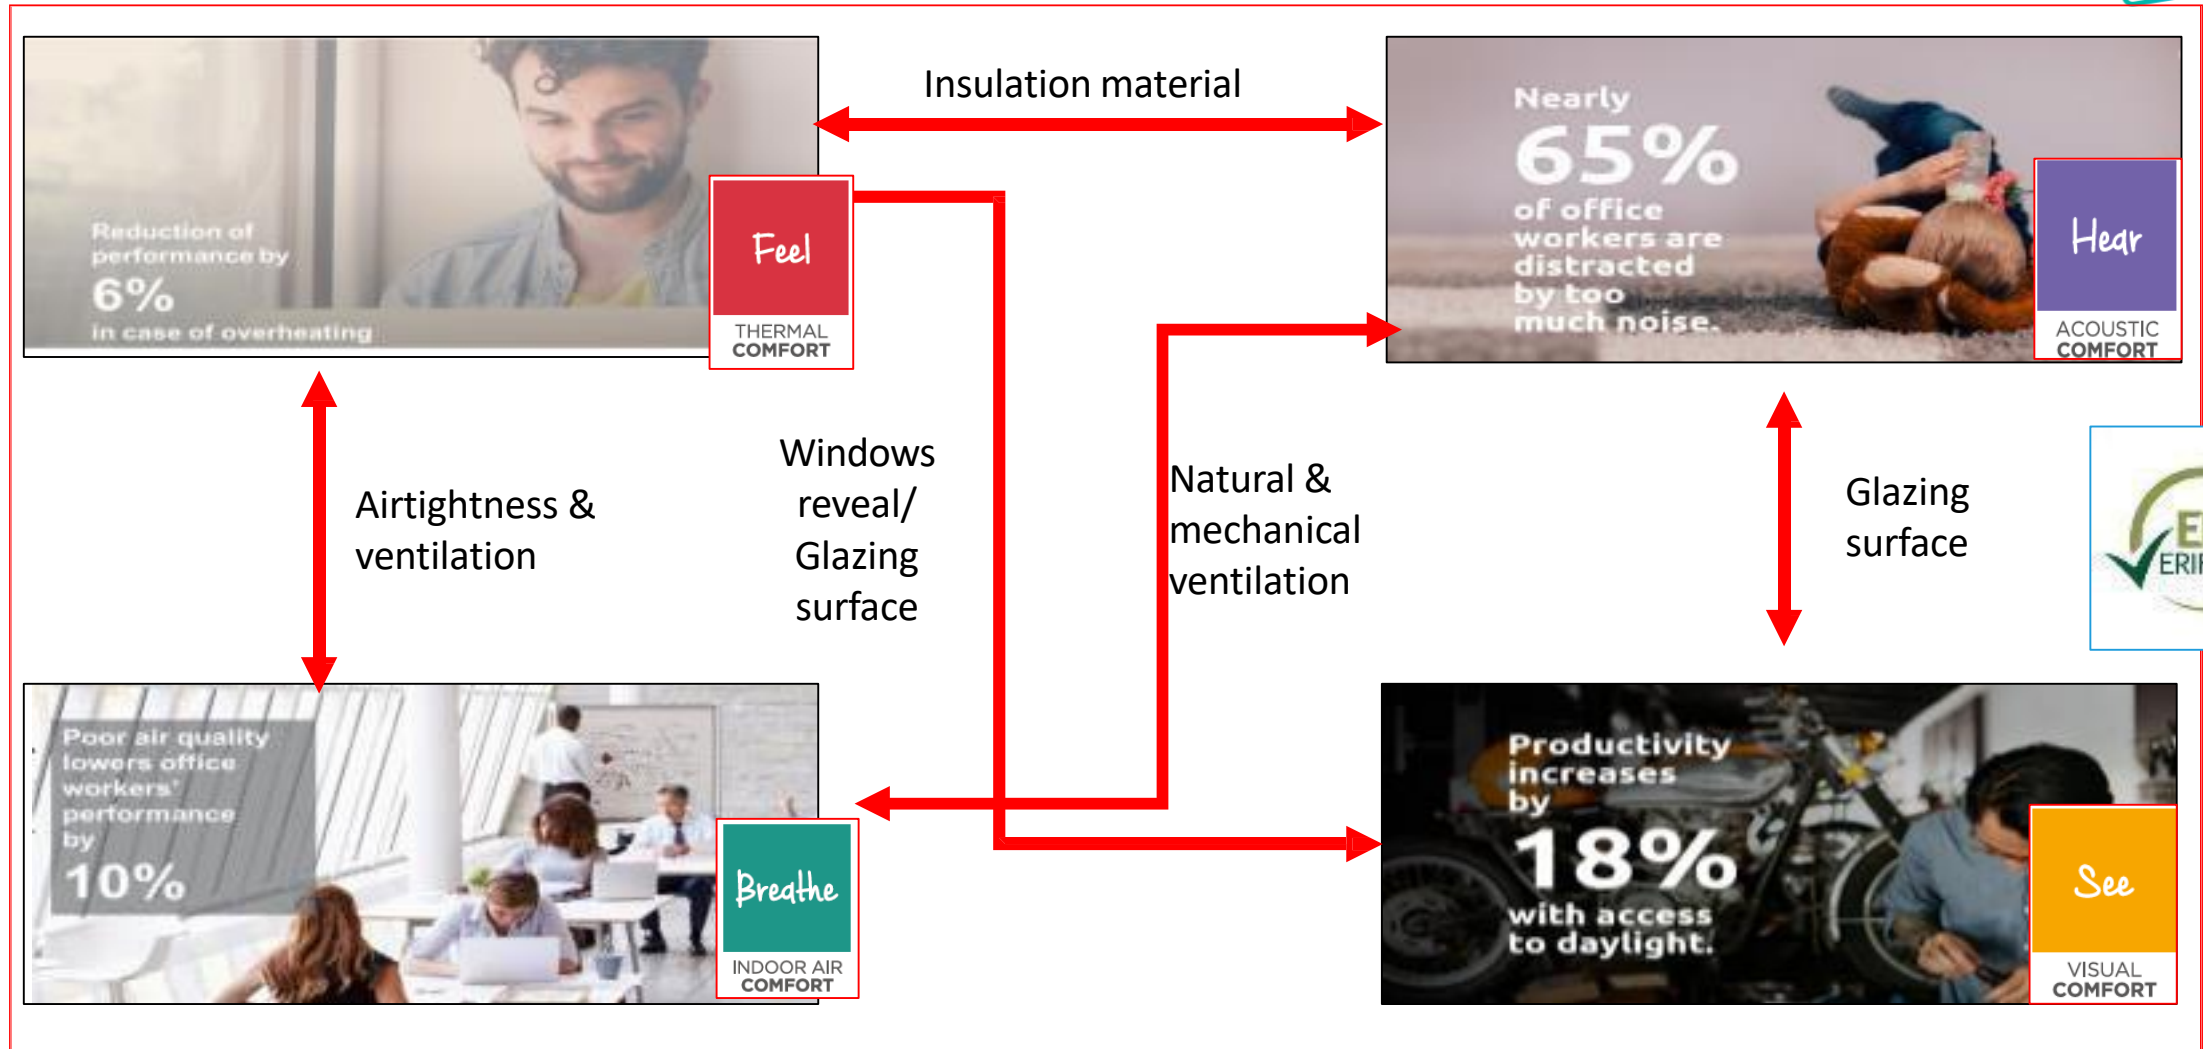 Insulation material
Reduction of
performance by
6%
in case of overheating
Feel
THERMAL
COMFORT
Nearly
65%
of office
workers are
distracted
by too
much noise.
Hear
ACOUSTIC
COMFORT
Airtightness &
ventilation
Windows
reveal/
Glazing
surface
Natural &
mechanical
ventilation
Glazing
surface
Poor air quality
lowers office
workers'
performance
by
10%
Breathe
INDOOR AIR
COMFORT
Productivity
increases
by
18%
with access
to daylight.
See
VISUAL
COMFORT